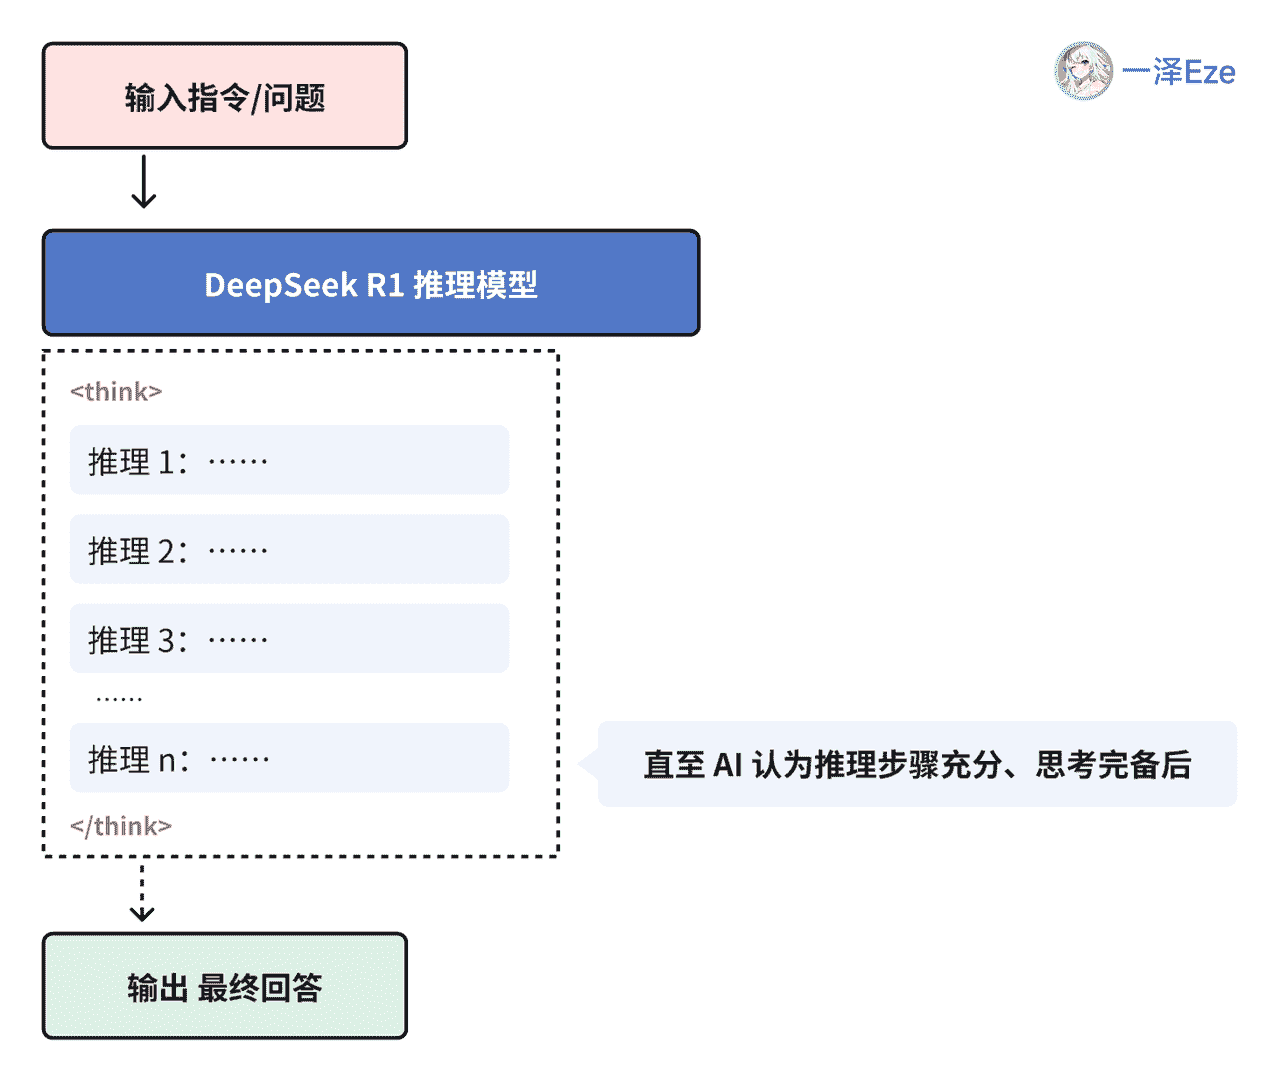 输入指令/问题
一泽Eze
DeepSeek R1 推理模型
<think>
推理 1：······
推理 2：······
推理 3：······
······
推理 n：······
直至 AI 认为推理步骤充分、思考完备后
</think>
输出 最终回答